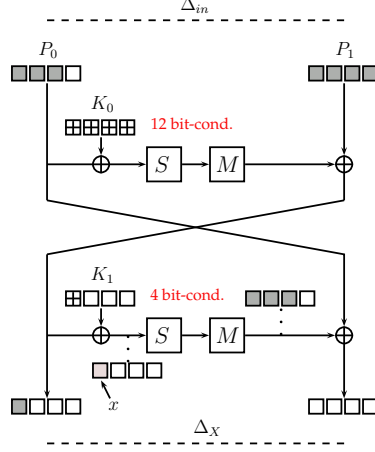 Δ_in
P_0 P_1
K_0 12 bit-cond.
S M
K_1 4 bit-cond.
S M
x
Δ_X